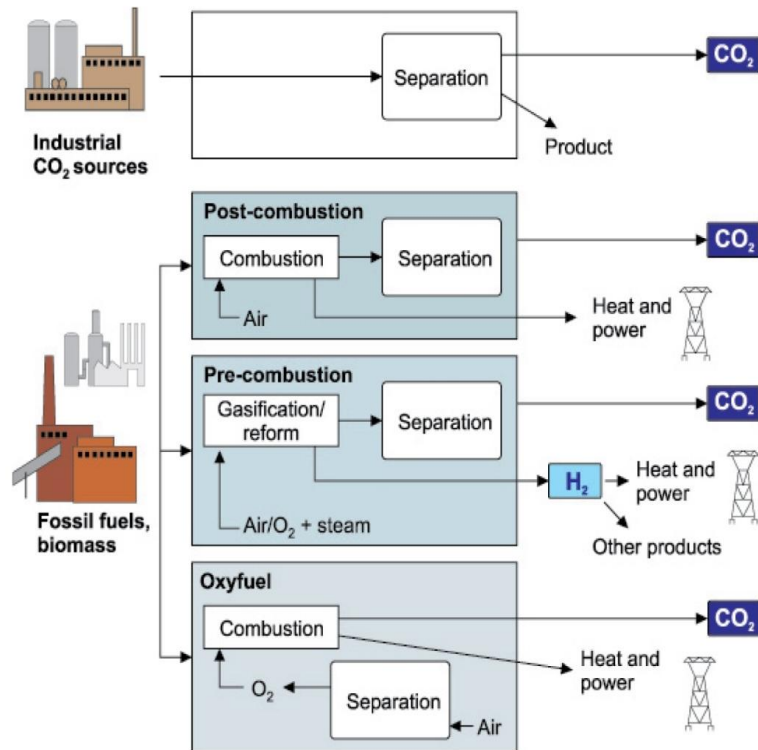 Separation
CO₂
Industrial
CO₂ sources
Product
Post-combustion
Combustion
Separation
CO₂
Air
Heat and
power
Pre-combustion
Gasification/
reform
Separation
CO₂
H₂
Heat and
power
Air/O₂ + steam
Other products
Fossil fuels,
biomass
Oxyfuel
Combustion
CO₂
Heat and
power
O₂
Separation
Air